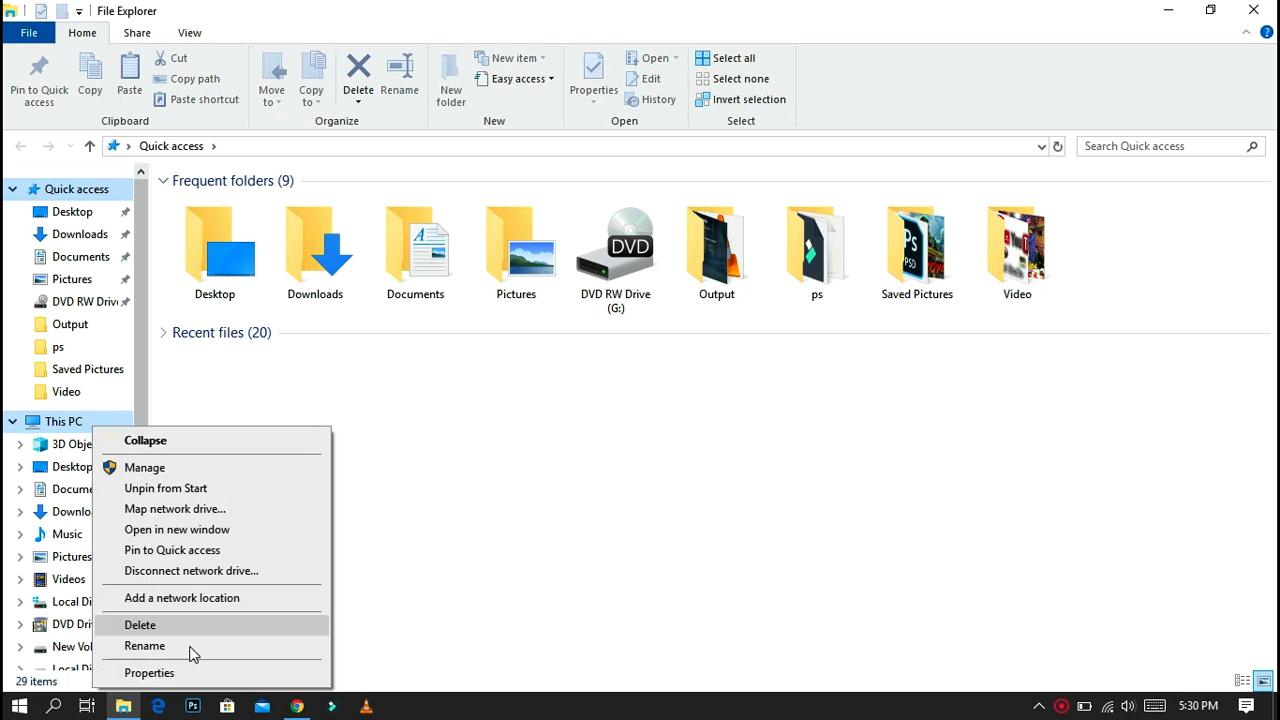 File Explorer
File Home Share View
Pin to Quick access
Copy
Paste
Cut
Copy path
Paste shortcut
Clipboard
Move to
Copy to
Delete
Rename
Organize
New folder
New item
Easy access
New
Properties
Open
Edit
History
Open
Select all
Select none
Invert selection
Select
Quick access
Search Quick access
Quick access
Desktop
Downloads
Documents
Pictures
DVD RW Drive
Output
ps
Saved Pictures
Video
This PC
3D Obje
Desktop
Docume
Downlo
Music
Pictures
Videos
Local Di
DVD Dri
New Vol
Local Di
Frequent folders (9)
Desktop
Downloads
Documents
Pictures
DVD
DVD RW Drive (G:)
Output
ps
Ps
Saved Pictures
Video
Recent files (20)
Collapse
Manage
Unpin from Start
Map network drive...
Open in new window
Pin to Quick access
Disconnect network drive...
Add a network location
Delete
Rename
Properties
29 items
Ps
5:30 PM